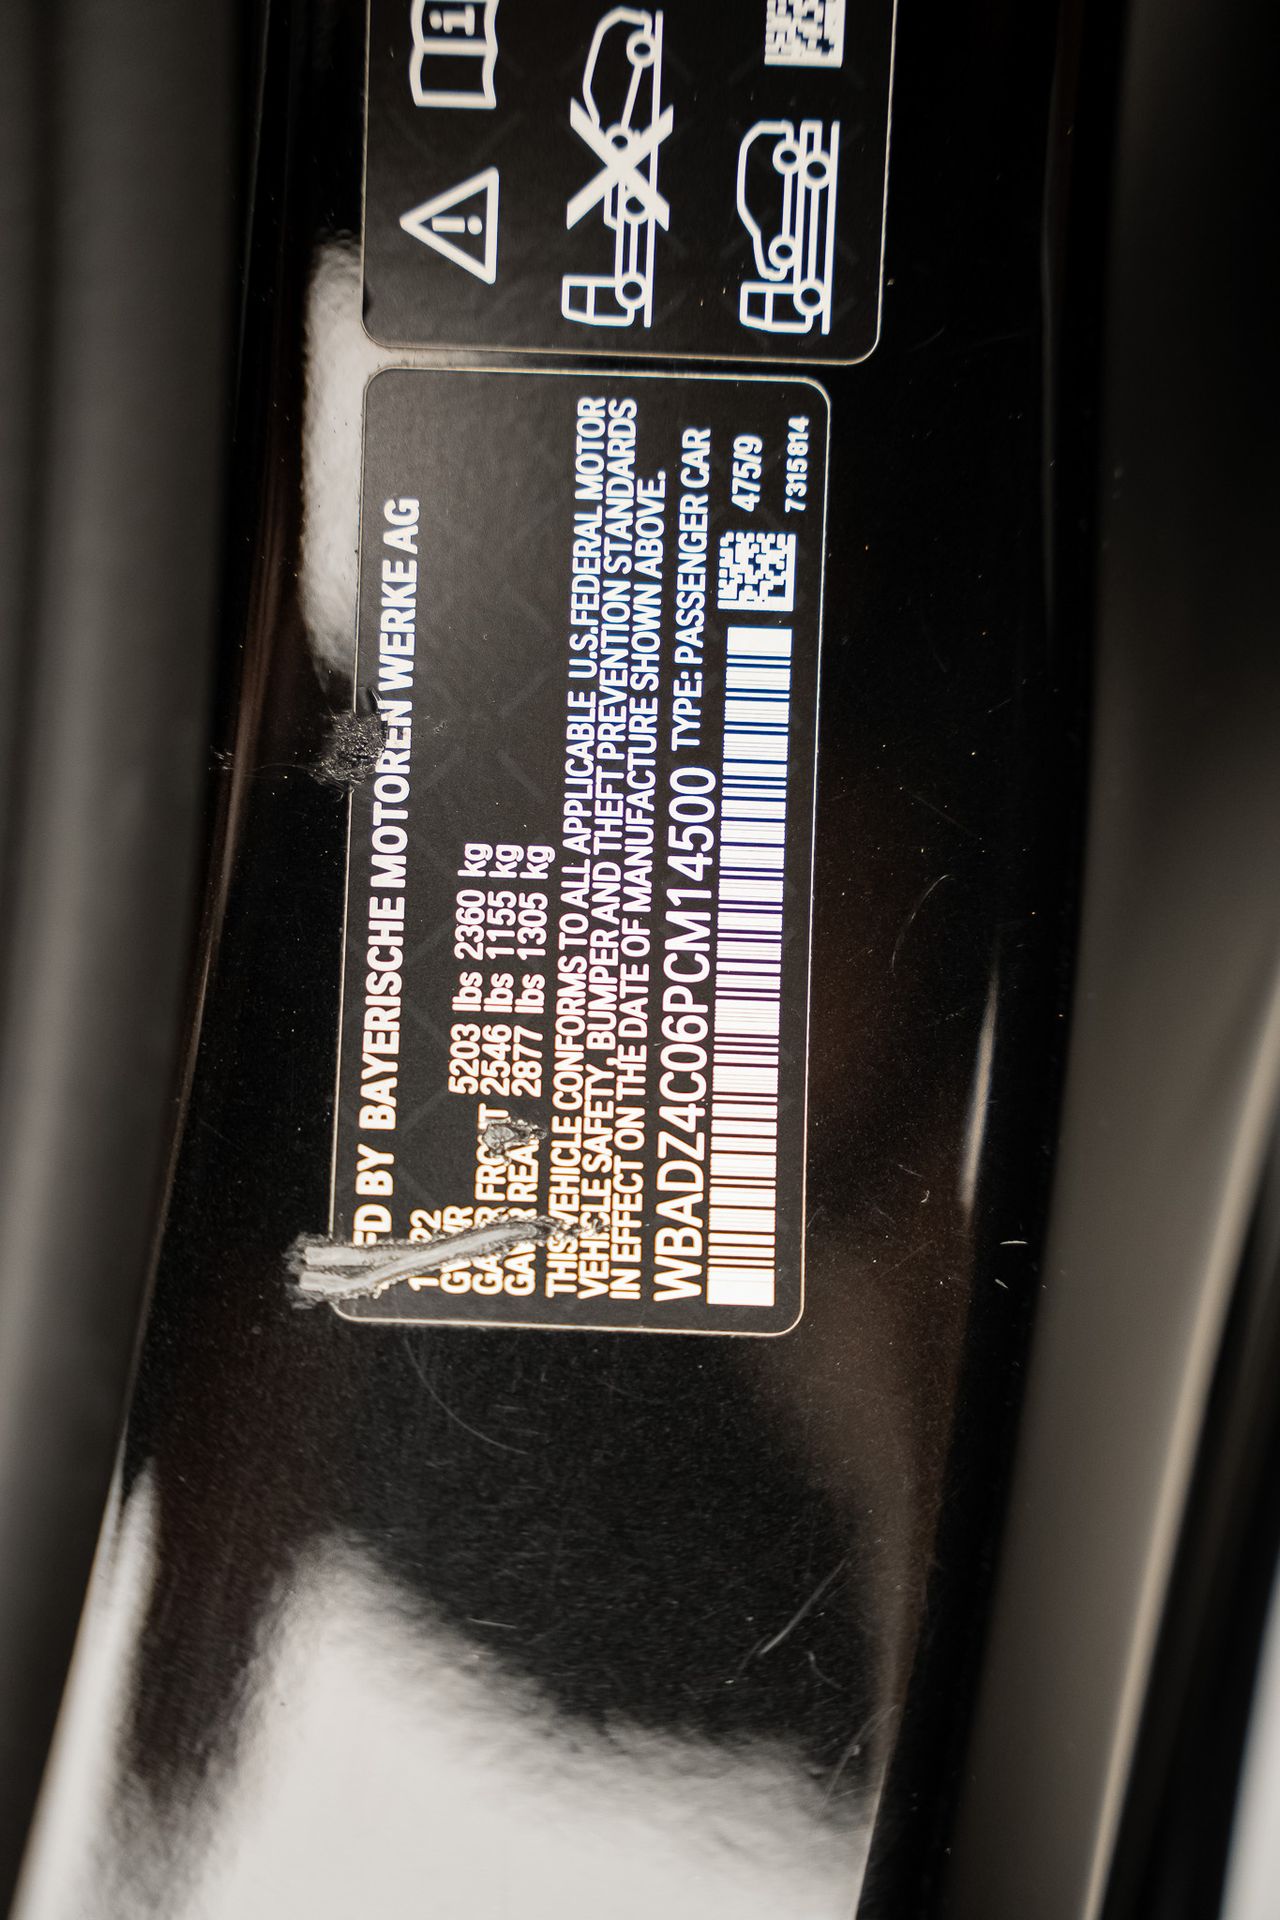 FD BY BAYERISCHE MOTOREN WERKE AG
5203 lbs 2360 kg
2546 lbs 1155 kg
2877 lbs 1305 kg
THIS VEHICLE CONFORMS TO ALL APPLICABLE U.S.FEDERAL MOTOR
VEHICLE SAFETY, BUMPER AND THEFT PREVENTION STANDARDS
IN EFFECT ON THE DATE OF MANUFACTURE SHOWN ABOVE.
WBADZ4C06PCM14500 TYPE: PASSENGER CAR
475/9
7315814